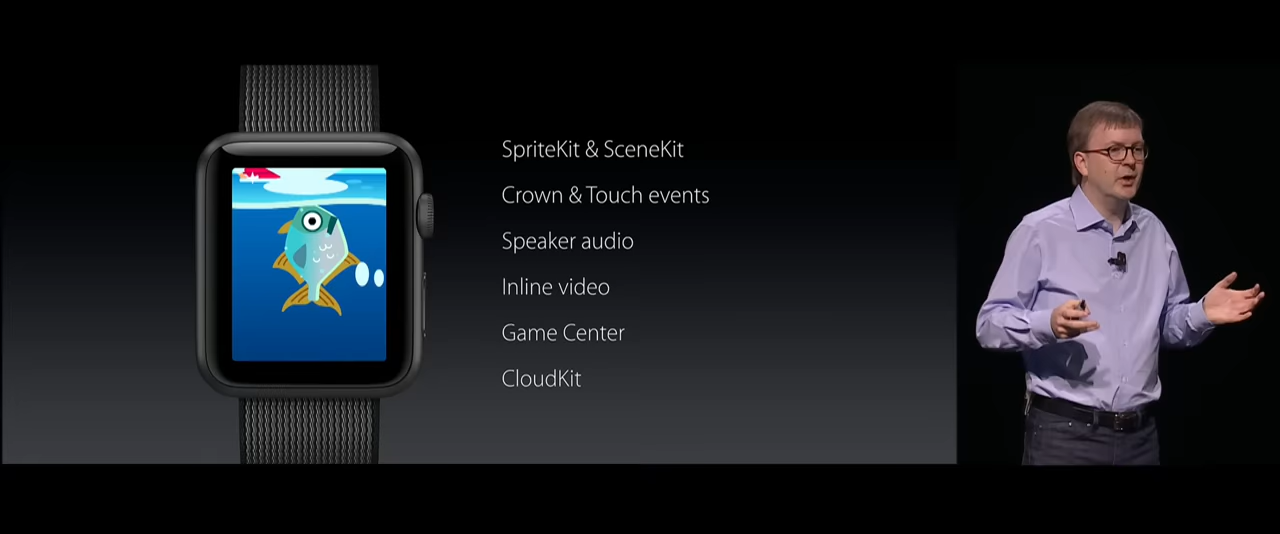 SpriteKit & SceneKit
Crown & Touch events
Speaker audio
Inline video
Game Center
CloudKit